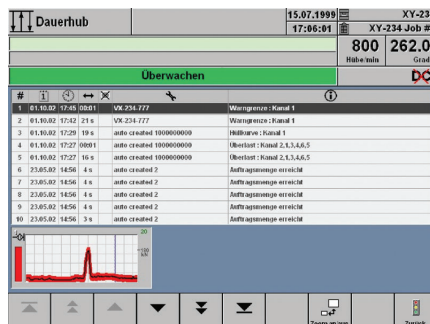 Dauerhub
15.07.1999
XY-23
17:06:01
XY-234 Job #
800 262.0
Hübe/min Grad
Überwachen
#
1 01.10.02 17:45 00:01 VX-234-777 Warngrenze : Kanal 1
2 01.10.02 17:42 21 s VX-234-777 Warngrenze : Kanal 1
3 01.10.02 17:29 19 s auto created 1000000000 Hüllkurve : Kanal 1
4 01.10.02 17:27 00:01 auto created 1000000000 Überlast : Kanal 2,1,3,4,6,5
5 01.10.02 17:27 16 s auto created 1000000000 Überlast : Kanal 2,1,3,4,6,5
6 23.05.02 14:56 4 s auto created 2 Auftragsmenge erreicht
7 23.05.02 14:56 4 s auto created 2 Auftragsmenge erreicht
8 23.05.02 14:56 4 s auto created 2 Auftragsmenge erreicht
9 23.05.02 14:56 4 s auto created 2 Auftragsmenge erreicht
10 23.05.02 14:56 3 s auto created 2 Auftragsmenge erreicht
20
100
kN
Zurück